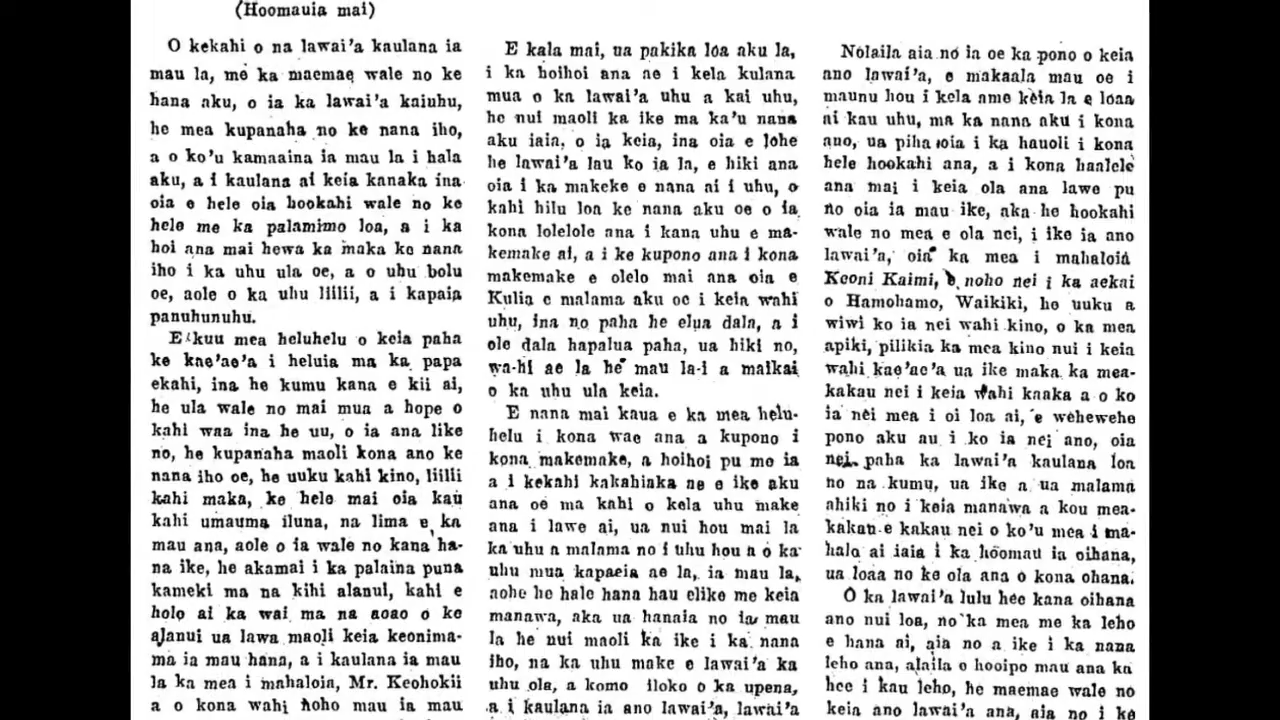 (Hoomauia mai)
O kekahi o na lawai'a kaulana ia
mau la, me ka maemae wale no ke
hana aku, o ia ka lawai'a kaiuhu,
he mea kupanaha no ke nana iho,
a o ko'u kamaaina ia mau la i hala
aku, a i kaulana ai keia kanaka ina
oia e hele oia hookahi wale no ke
hele me ka palamimo loa, a i ka
hoi ana mai hewa ka maka ke nana
iho i ka uhu ula oe, a o uhu bolu
oe, aole o ka uhu liilii, a i kapaia
panuhunuhu.
E kuu mea heluhelu o keia paha
ke kae'ae'a i heluia ma ka papa
ekahi, ina he kumu kana e kii ai,
he ula wale no mai mua a hope o
kahi waa ina he uu, o ia ana like
no, he kupanaha maoli kona ano ke
nana iho oe, he uuku kahi kino, liilii
kahi maka, ke hele mai oia kau
kahi umauma iluna, na lima e ka
mau ana, aole o ia wale no kana ha-
na ike, he akamai i ka palaina puna
kameki ma na kihi alanui, kahi e
holo ai ka wai ma na aoao o ke
alanui ua lawa maoli keia keonima-
ma ia mau hana, a i kaulana ia mau
la ka mea i mahaloia, Mr. Keohokii
a o kona wahi noho mau ia mau
E kala mai, ua pakika loa aku la,
i ka hoihoi ana ae i kela kulana
mua o ka lawai'a uhu a kai uhu,
he nui maoli ka ike ma ka'u nana
aku iaia, o ia keia, ina oia e lohe
he lawai'a lau ko ia la, e hiki ana
oia i ka makeke e nana ai i uhu, o
kahi hilu loa ke nana aku oe o ia
kona lolelole ana i kana uhu e ma-
kemake ai, a i ke kupono ana i kona
makemake e olelo mai ana oia e
Kulia e malama aku oe i keia wahi
uhu, ina no paha he elua dala, a i
ole dala hapalua paha, ua hiki no,
wa-hi ae la he mau la-i a maikai
o ka uhu ula keia.
E nana mai kaua e ka mea helu-
helu i kona wae ana a kupono i
kona makemake, a hoihoi pu me ia
a i kekahi kakahiaka ae e ike aku
ana oe ma kahi o kela uhu make
ana i lawe ai, ua nui hou mai la
ka uhu a malama no i uhu hou a o ka
uhu mua kapaeia ae la, ia mau la,
aohe he hale hana hau elike me keia
manawa, aka ua hanaia no ia mau
la he nui maoli ka ike i ka nana
iho, na ka uhu make e lawai'a ka
uhu ola, a komo iloko o ka upena,
a i kaulana ia ano lawai'a, lawai'a
Nolaila aia no ia oe ka pono o keia
ano lawai'a, e makaala mau oe i
maunu hou i kela ame keia la e loaa
ai kau uhu, ma ka nana aku i kona
ano, ua piha oia i ka hauoli i kona
hele hookahi ana, a i kona haalele
ana mai i keia ola ana lawe pu
no oia ia mau ike, aka he hookahi
wale no mea e ola nei, i ike ia ano
lawai'a, oia ka mea i mahaloia
Keoni Kaimi, e noho nei i ka aekai
o Hamohamo, Waikiki, he uuku a
wiwi ko ia nei wahi kino, o ka mea
apiki, pilikia ka mea kino nui i keia
wahi kae'ae'a ua ike maka ka mea-
kakau nei i keia wahi kaaka a o ko
ia nei mea i oi loa ai, e wehewehe
pono aku au i ko ia nei ano, oia
nei paha ka lawai'a kaulana loa
no na kumu, ua ike a ua malama
ahiki no i keia manawa a kou mea-
kakau e kakau nei o ko'u mea i ma-
halo ai iaia i ka hoomau ia oihana,
ua loaa no ke ola ana o kona ohana.
O ka lawai'a lulu hee kana oihana
ano nui loa, no ka mea me ka leho
e hana ai, aia no a ike i ka nana
leho ana, alaila o hooipo mau ana ka
hee i kau leho, he maemae wale no
keia ano lawai'a ana, aia no i ke